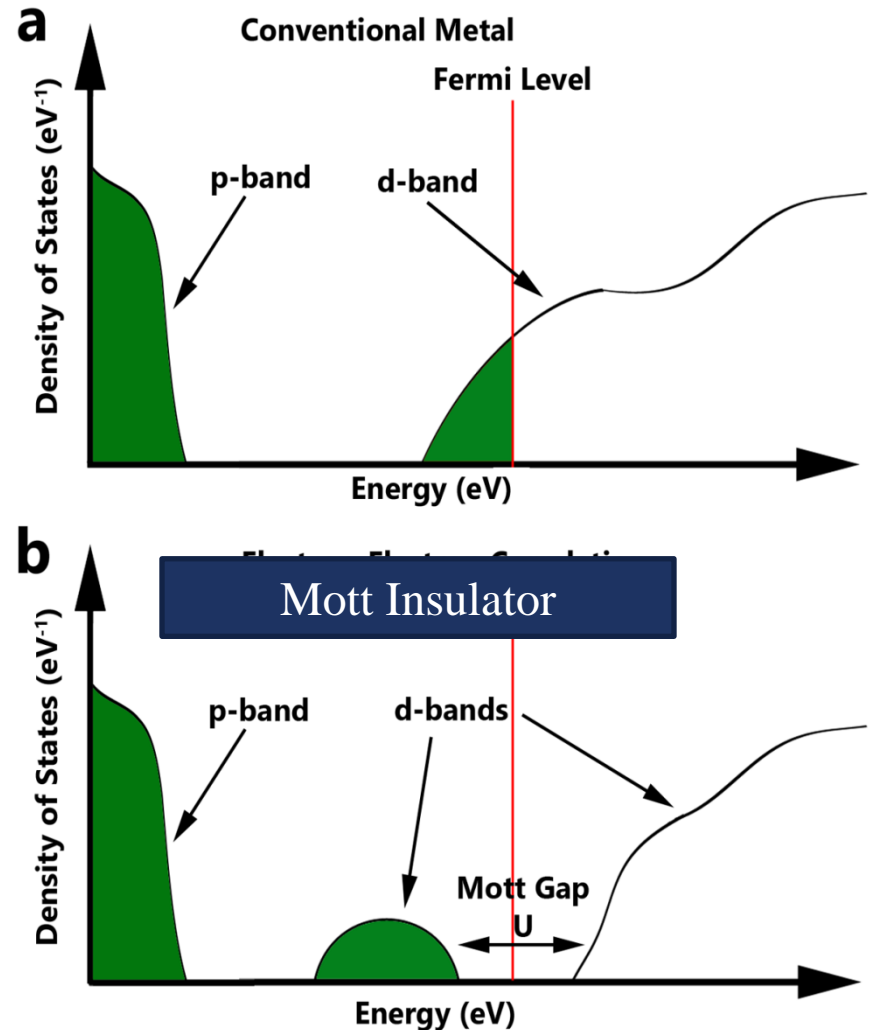 a
Conventional Metal
Fermi Level
p-band
d-band
Density of States (eV⁻¹)
Energy (eV)
b
Mott Insulator
p-band
d-bands
Mott Gap
U
Density of States (eV⁻¹)
Energy (eV)